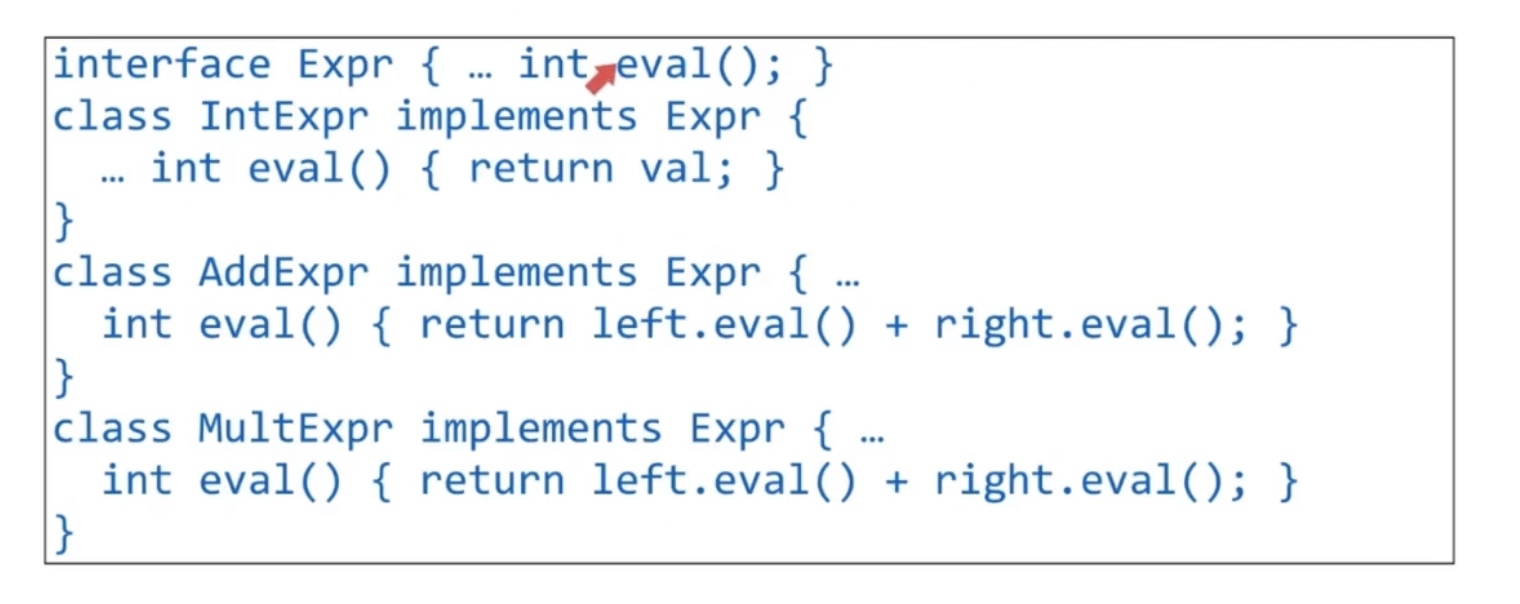 interface Expr { … int eval(); }
class IntExpr implements Expr {
  … int eval() { return val; }
}
class AddExpr implements Expr { …
  int eval() { return left.eval() + right.eval(); }
}
class MultExpr implements Expr { …
  int eval() { return left.eval() + right.eval(); }
}